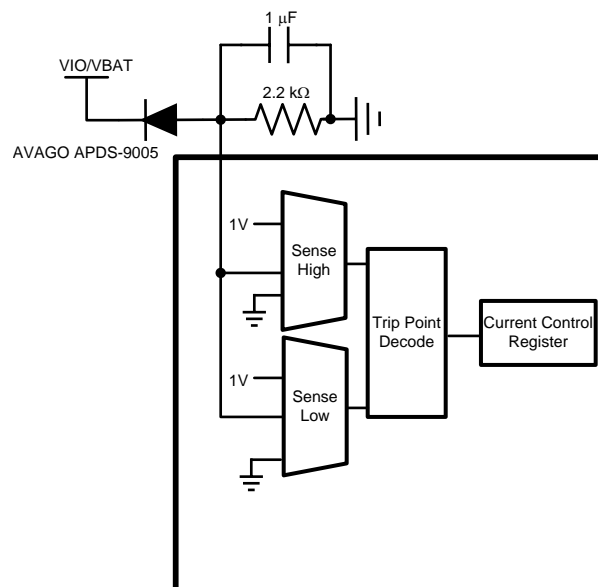 1 μF
VIO/VBAT
2.2 kΩ
AVAGO APDS-9005
1V
Sense
High
Trip Point
Decode
Current Control
Register
1V
Sense
Low